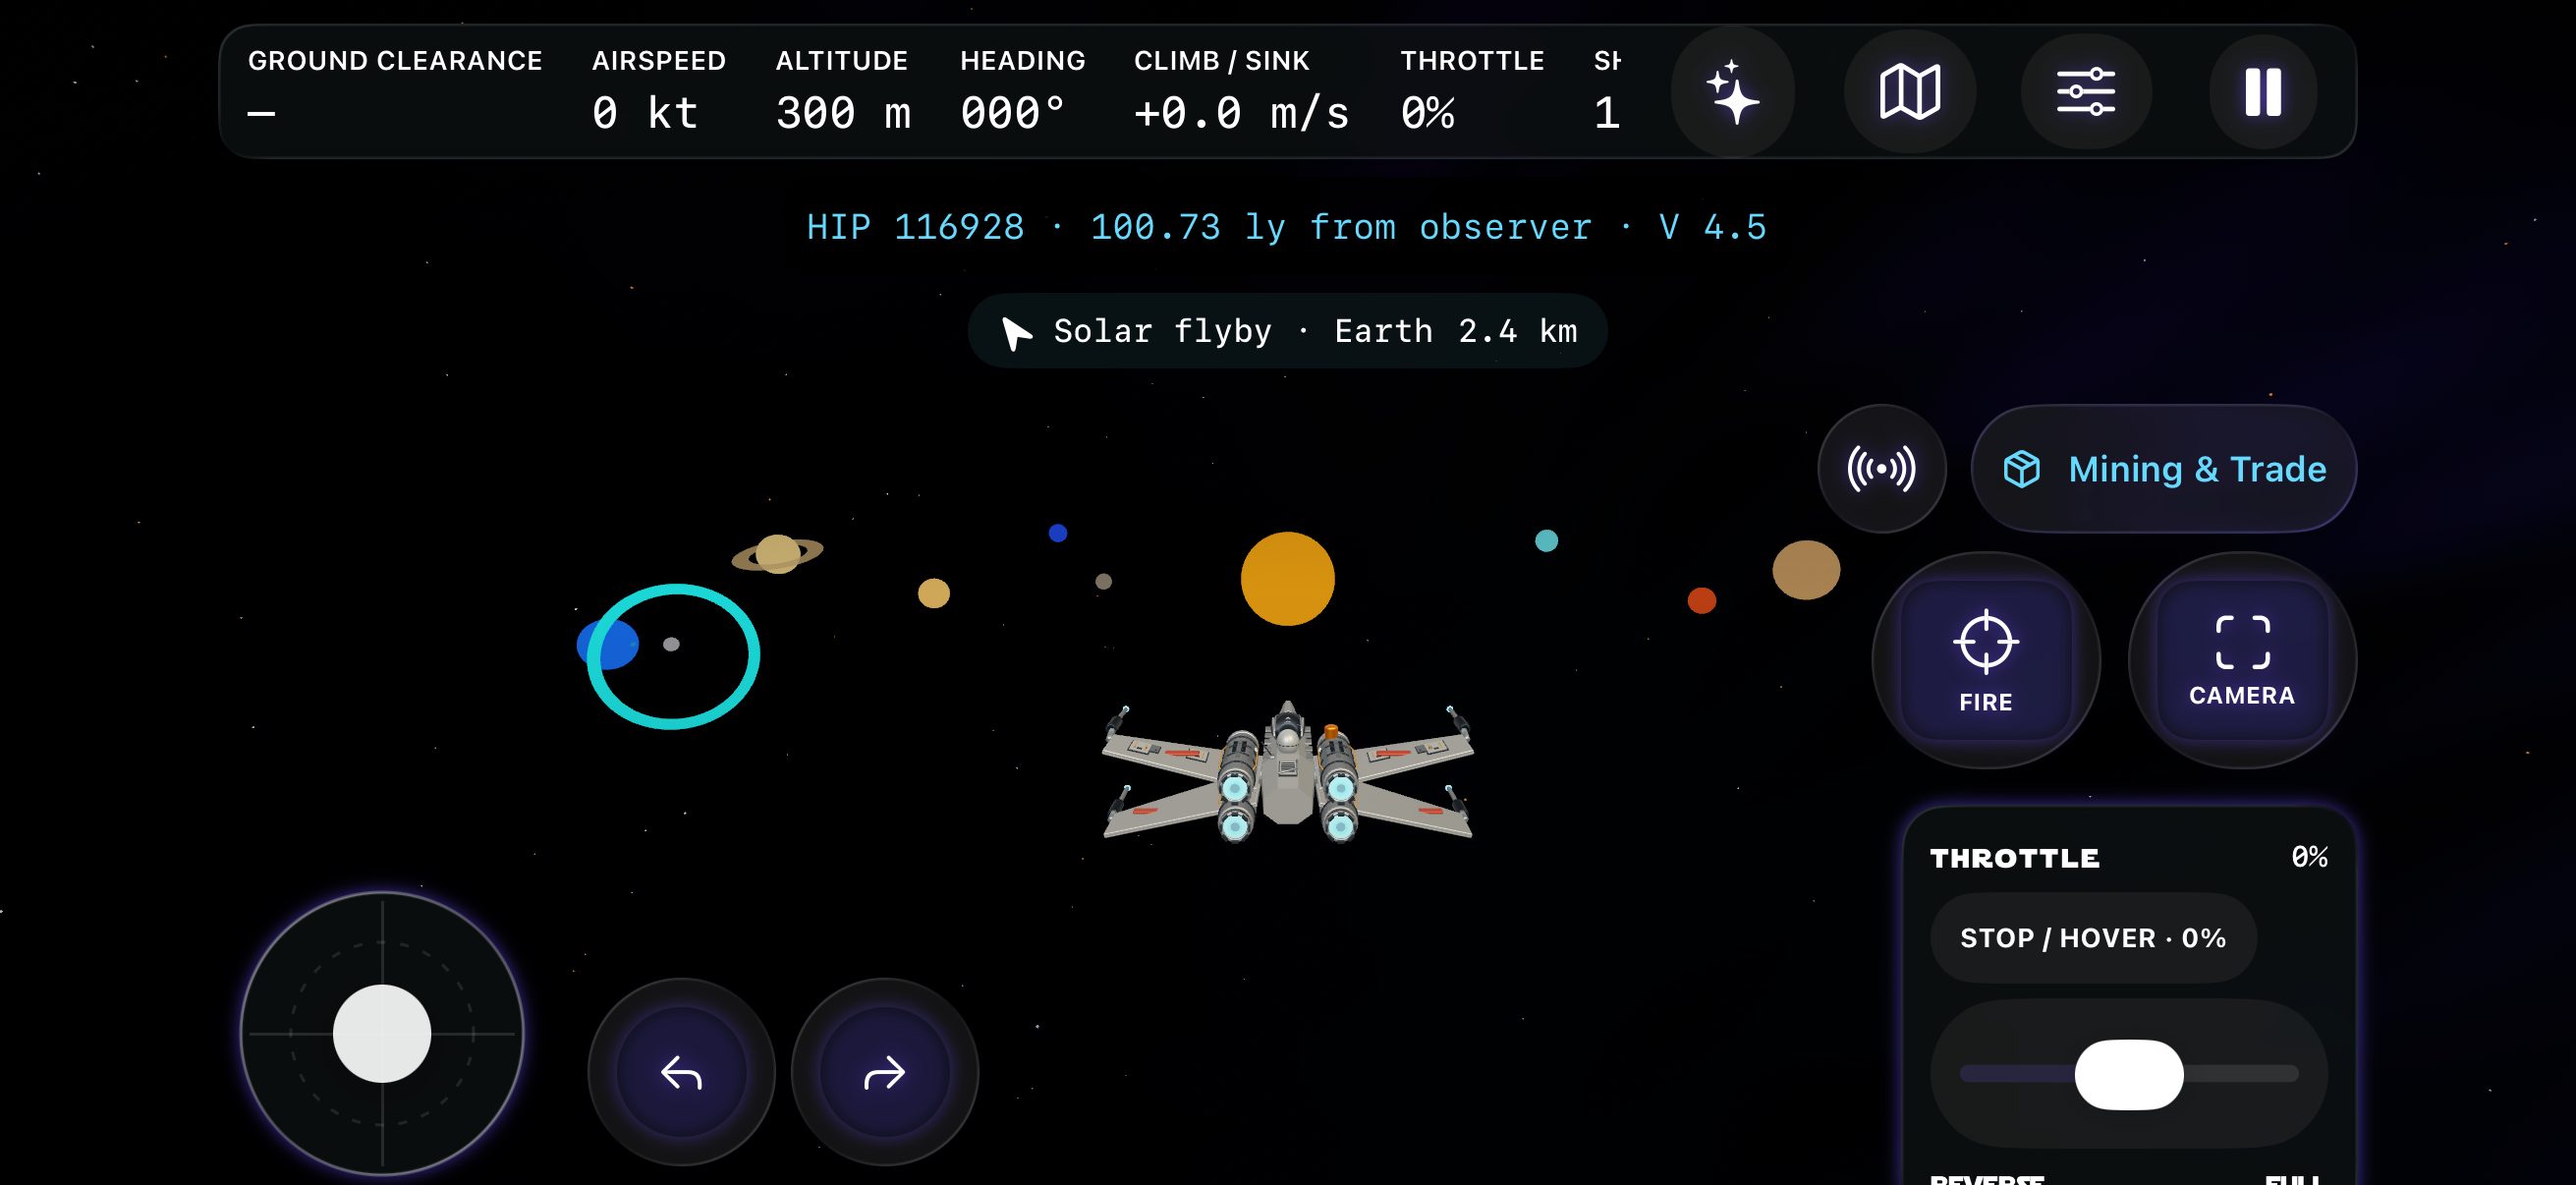 GROUND CLEARANCE AIRSPEED ALTITUDE HEADING CLIMB / SINK THROTTLE
— 0 kt 300 m 000° +0.0 m/s 0% 1
HIP 116928 · 100.73 ly from observer · V 4.5
Solar flyby · Earth 2.4 km
Mining & Trade
FIRE
CAMERA
THROTTLE 0%
STOP / HOVER · 0%
REVERSE FULL